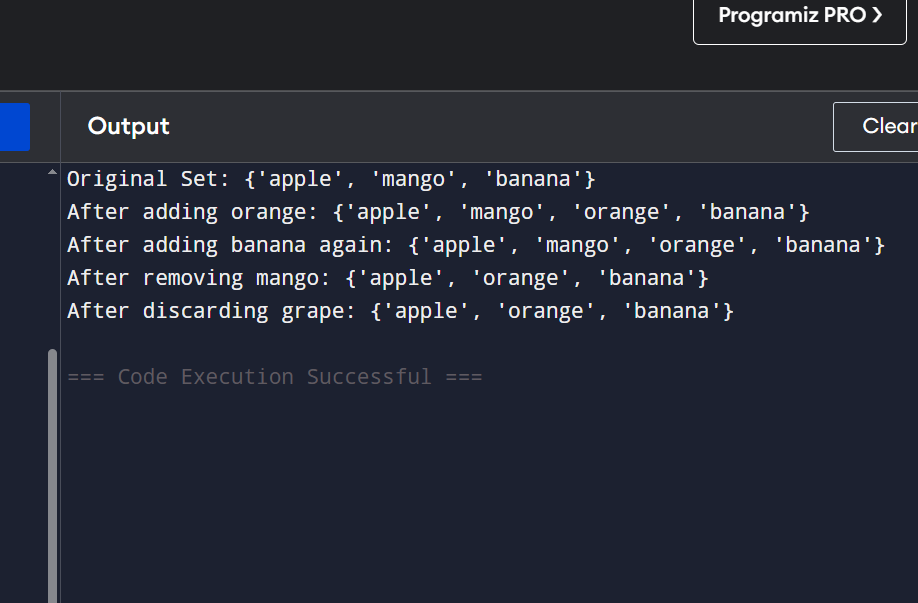 Programiz PRO ❯
Output
Clear
Original Set: {'apple', 'mango', 'banana'}
After adding orange: {'apple', 'mango', 'orange', 'banana'}
After adding banana again: {'apple', 'mango', 'orange', 'banana'}
After removing mango: {'apple', 'orange', 'banana'}
After discarding grape: {'apple', 'orange', 'banana'}
=== Code Execution Successful ===